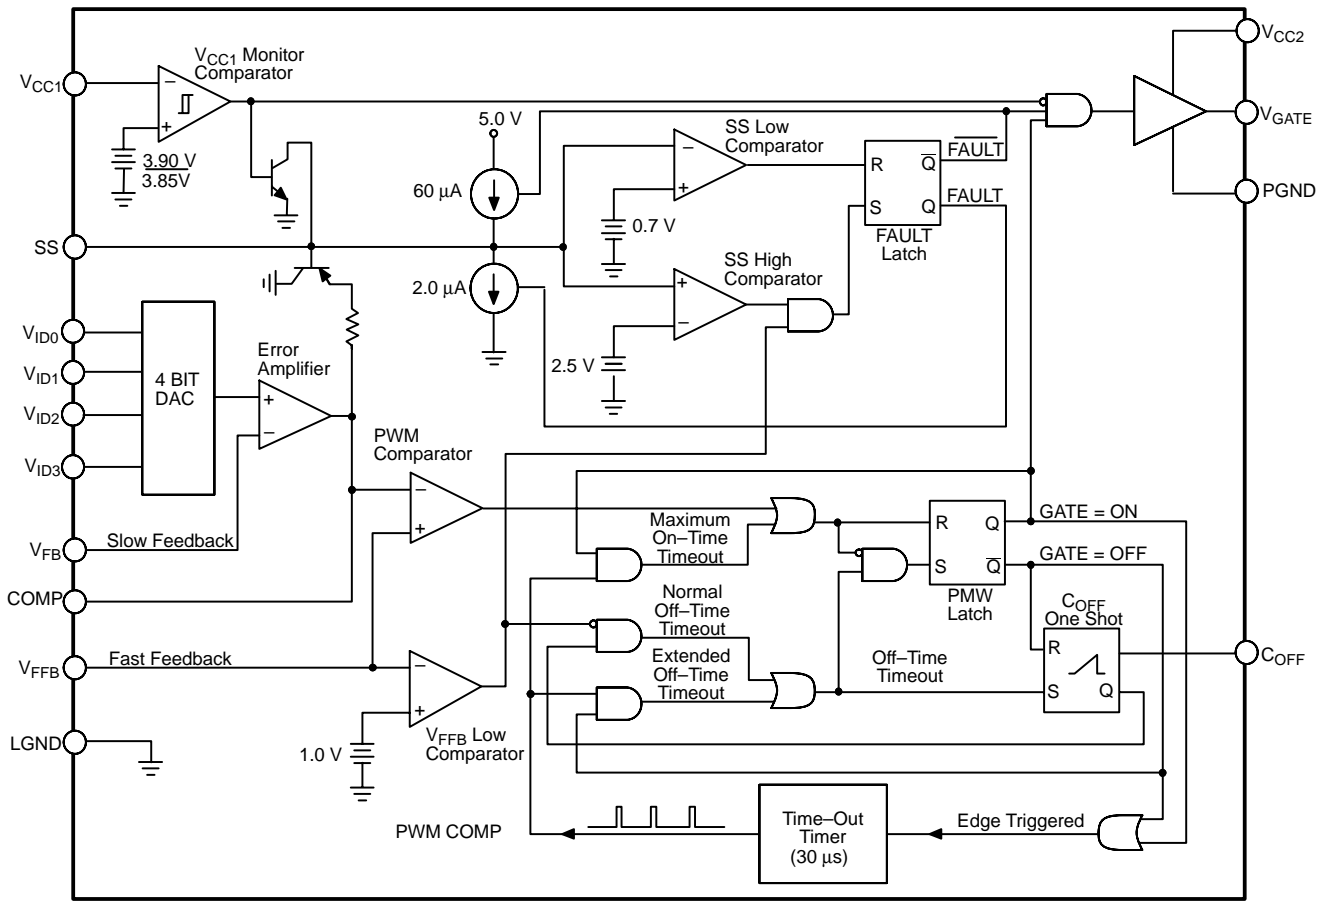 VCC1 Monitor
Comparator
VCC1
−
+
3.90 V
3.85V
5.0 V
60 μA
SS Low
Comparator
−
+
0.7 V
R
Q
FAULT
S
Q
FAULT
FAULT
Latch
VCC2
VGATE
PGND
SS
2.0 μA
SS High
Comparator
+
−
2.5 V
VID0
VID1
VID2
VID3
4 BIT
DAC
Error
Amplifier
+
−
PWM
Comparator
−
+
VFB
Slow Feedback
COMP
VFFB
Fast Feedback
LGND
−
+
1.0 V
VFFB Low
Comparator
Maximum
On–Time
Timeout
Normal
Off–Time
Timeout
Extended
Off–Time
Timeout
R
Q
GATE = ON
S
Q
GATE = OFF
PMW
Latch
COFF
One Shot
R
S
Q
Off–Time
Timeout
COFF
PWM COMP
Time–Out
Timer
(30 μs)
Edge Triggered